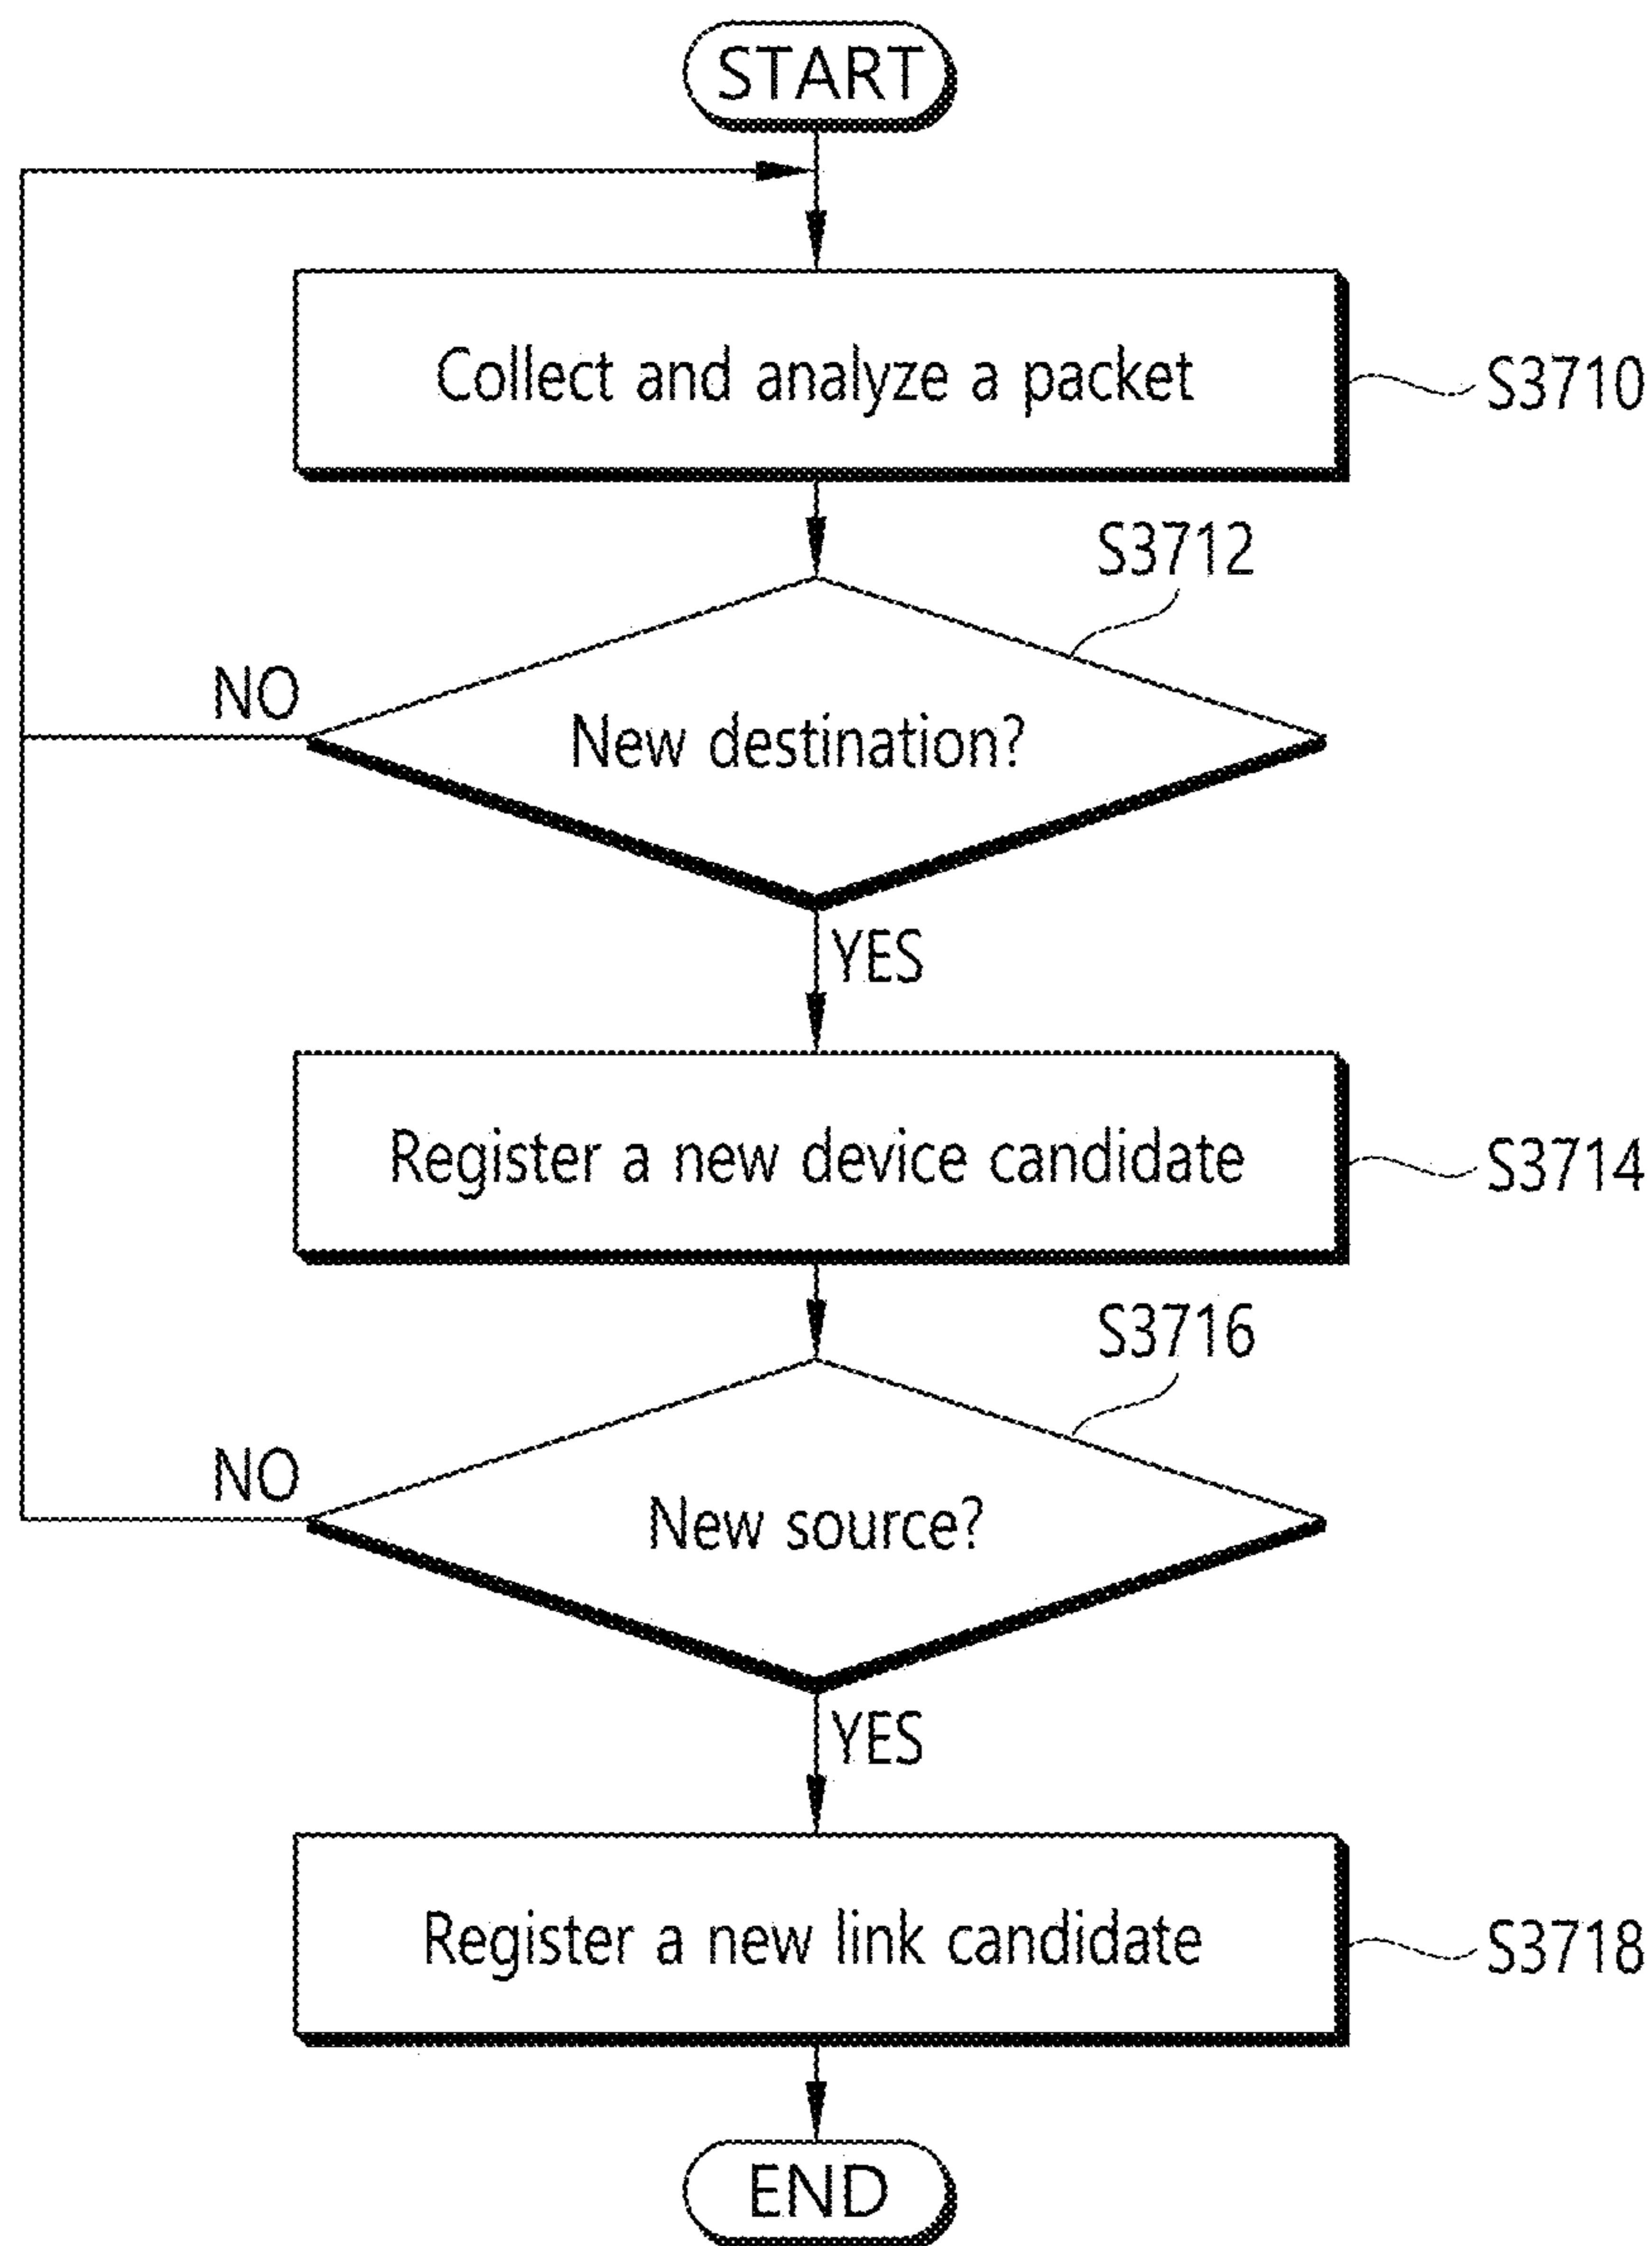 START
Collect and analyze a packet
S3710
S3712
NO
New destination?
YES
Register a new device candidate
S3714
S3716
NO
New source?
YES
Register a new link candidate
S3718
END